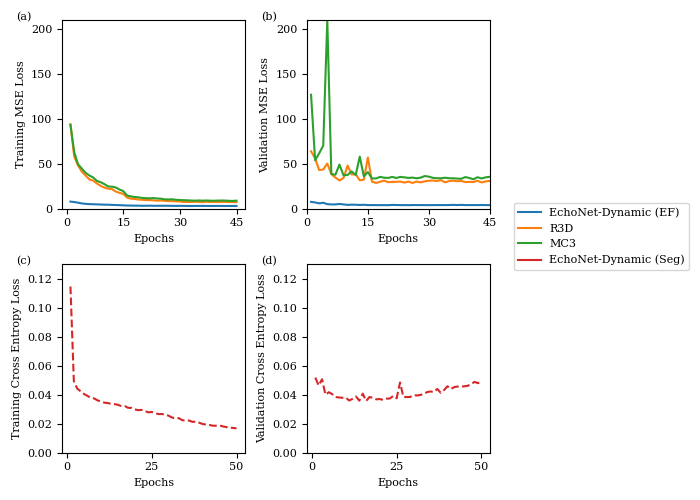 (a)
200
150
100
50
0
0 15 30 45
Epochs
Training MSE Loss
(b)
200
150
100
50
0
0 15 30 45
Epochs
Validation MSE Loss
EchoNet-Dynamic (EF)
R3D
MC3
EchoNet-Dynamic (Seg)
(c)
0.12
0.10
0.08
0.06
0.04
0.02
0.00
0 25 50
Epochs
Training Cross Entropy Loss
(d)
0.12
0.10
0.08
0.06
0.04
0.02
0.00
0 25 50
Epochs
Validation Cross Entropy Loss